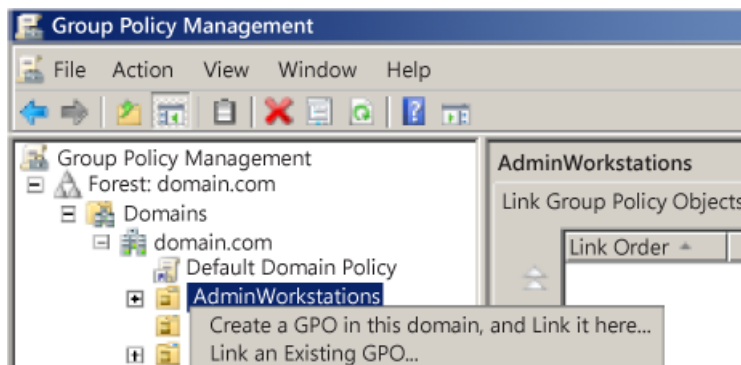 Group Policy Management
File Action View Window Help
Group Policy Management
Forest: domain.com
Domains
domain.com
Default Domain Policy
AdminWorkstations
Create a GPO in this domain, and Link it here...
Link an Existing GPO...
AdminWorkstations
Link Group Policy Objects
Link Order